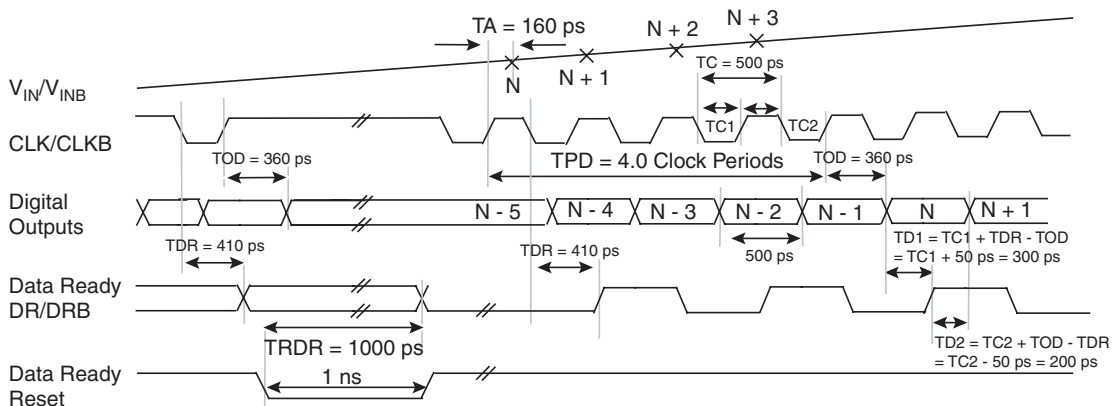 TA = 160 ps
N + 3
N + 2
N + 1
N
TC = 500 ps
VIN/VINB
CLK/CLKB
TC1
TC2
TOD = 360 ps
TPD = 4.0 Clock Periods
TOD = 360 ps
Digital
Outputs
N - 5
N - 4
N - 3
N - 2
N - 1
N
N + 1
TDR = 410 ps
TDR = 410 ps
500 ps
TD1 = TC1 + TDR - TOD
= TC1 + 50 ps = 300 ps
Data Ready
DR/DRB
TRDR = 1000 ps
TD2 = TC2 + TOD - TDR
= TC2 - 50 ps = 200 ps
Data Ready
Reset
1 ns